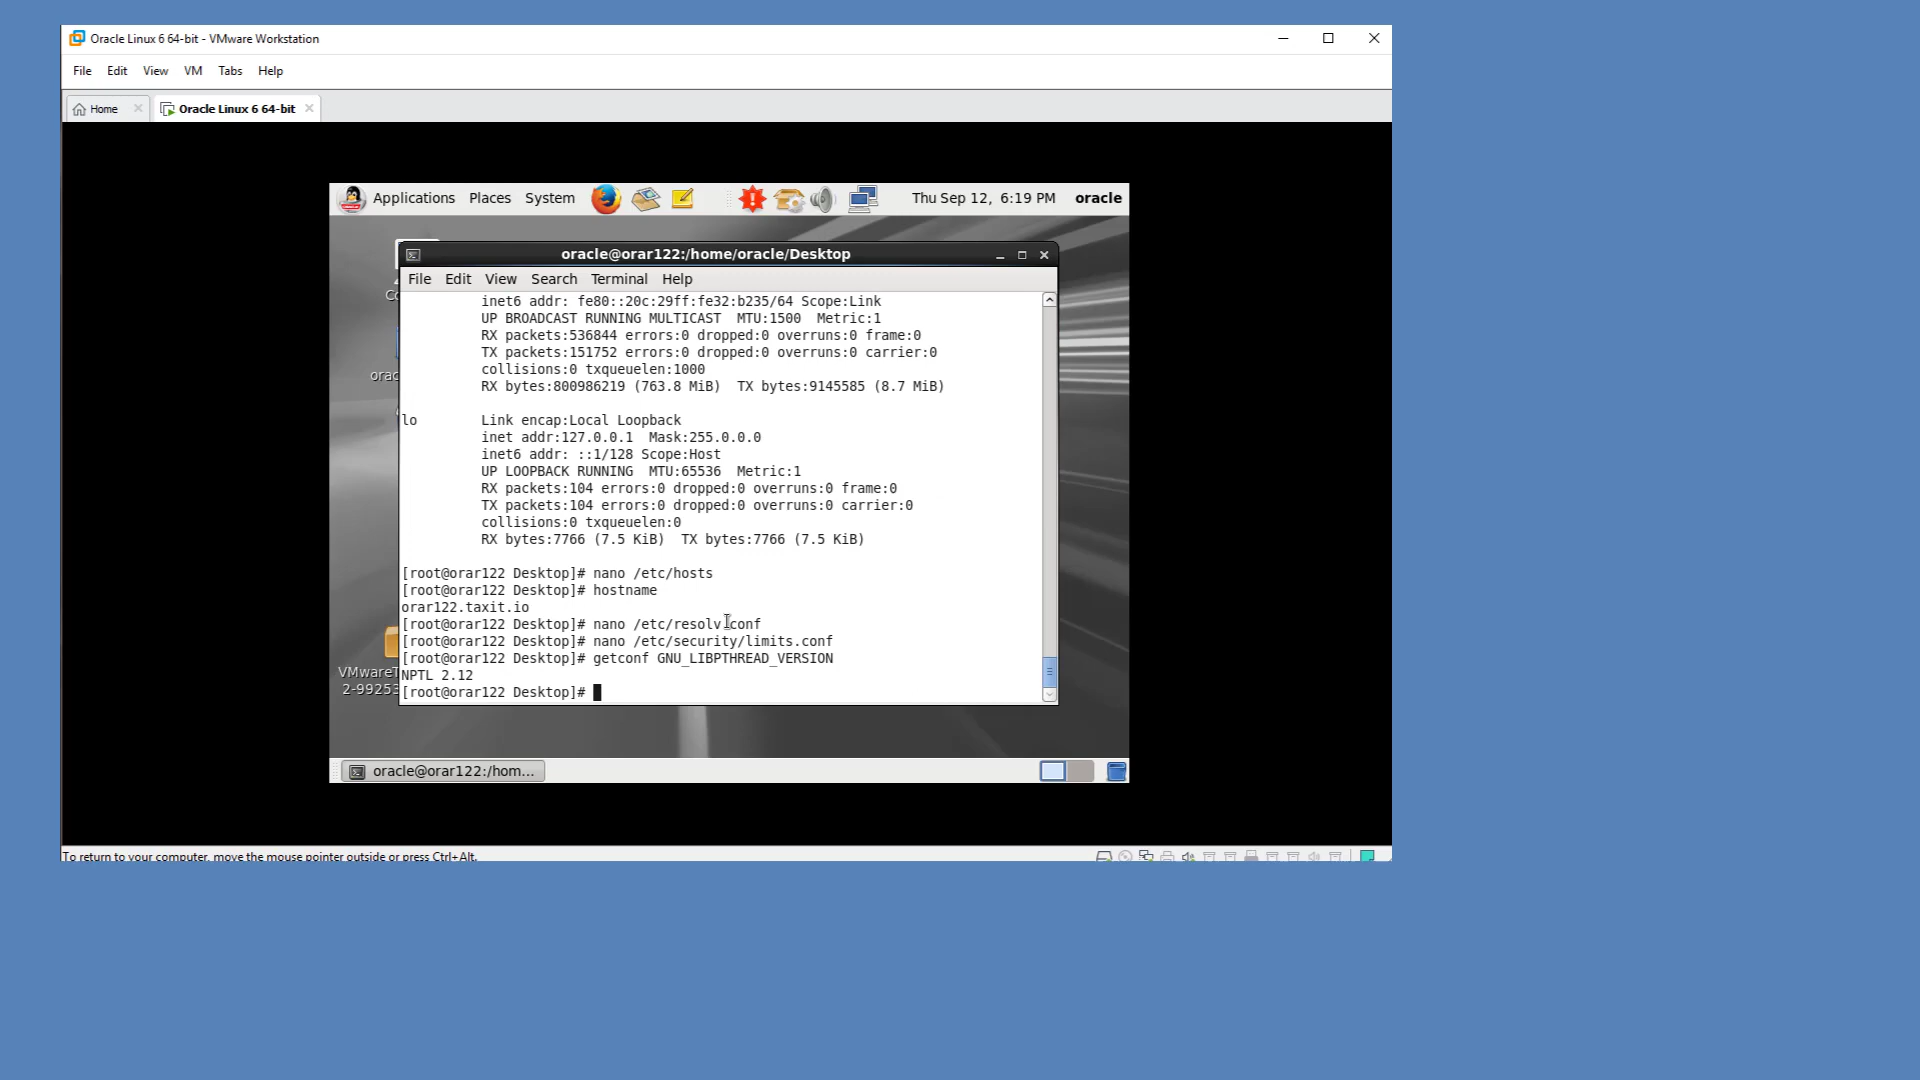 Oracle Linux 6 64-bit - VMware Workstation
File Edit View VM Tabs Help
Home
Oracle Linux 6 64-bit
Applications Places System Thu Sep 12, 6:19 PM oracle
oracle@orar122:/home/oracle/Desktop
File Edit View Search Terminal Help
inet6 addr: fe80::20c:29ff:fe32:b235/64 Scope:Link
UP BROADCAST RUNNING MULTICAST  MTU:1500  Metric:1
RX packets:536844 errors:0 dropped:0 overruns:0 frame:0
TX packets:151752 errors:0 dropped:0 overruns:0 carrier:0
collisions:0 txqueuelen:1000
RX bytes:800986219 (763.8 MiB)  TX bytes:9145585 (8.7 MiB)
lo        Link encap:Local Loopback
inet addr:127.0.0.1  Mask:255.0.0.0
inet6 addr: ::1/128 Scope:Host
UP LOOPBACK RUNNING  MTU:65536  Metric:1
RX packets:104 errors:0 dropped:0 overruns:0 frame:0
TX packets:104 errors:0 dropped:0 overruns:0 carrier:0
collisions:0 txqueuelen:0
RX bytes:7766 (7.5 KiB)  TX bytes:7766 (7.5 KiB)
[root@orar122 Desktop]# nano /etc/hosts
[root@orar122 Desktop]# hostname
orar122.taxit.io
[root@orar122 Desktop]# nano /etc/resolv.conf
[root@orar122 Desktop]# nano /etc/security/limits.conf
[root@orar122 Desktop]# getconf GNU_LIBPTHREAD_VERSION
NPTL 2.12
[root@orar122 Desktop]#
Co
orac
VMwareT
2-99253
oracle@orar122:/hom...
To return to your computer, move the mouse pointer outside or press Ctrl+Alt.